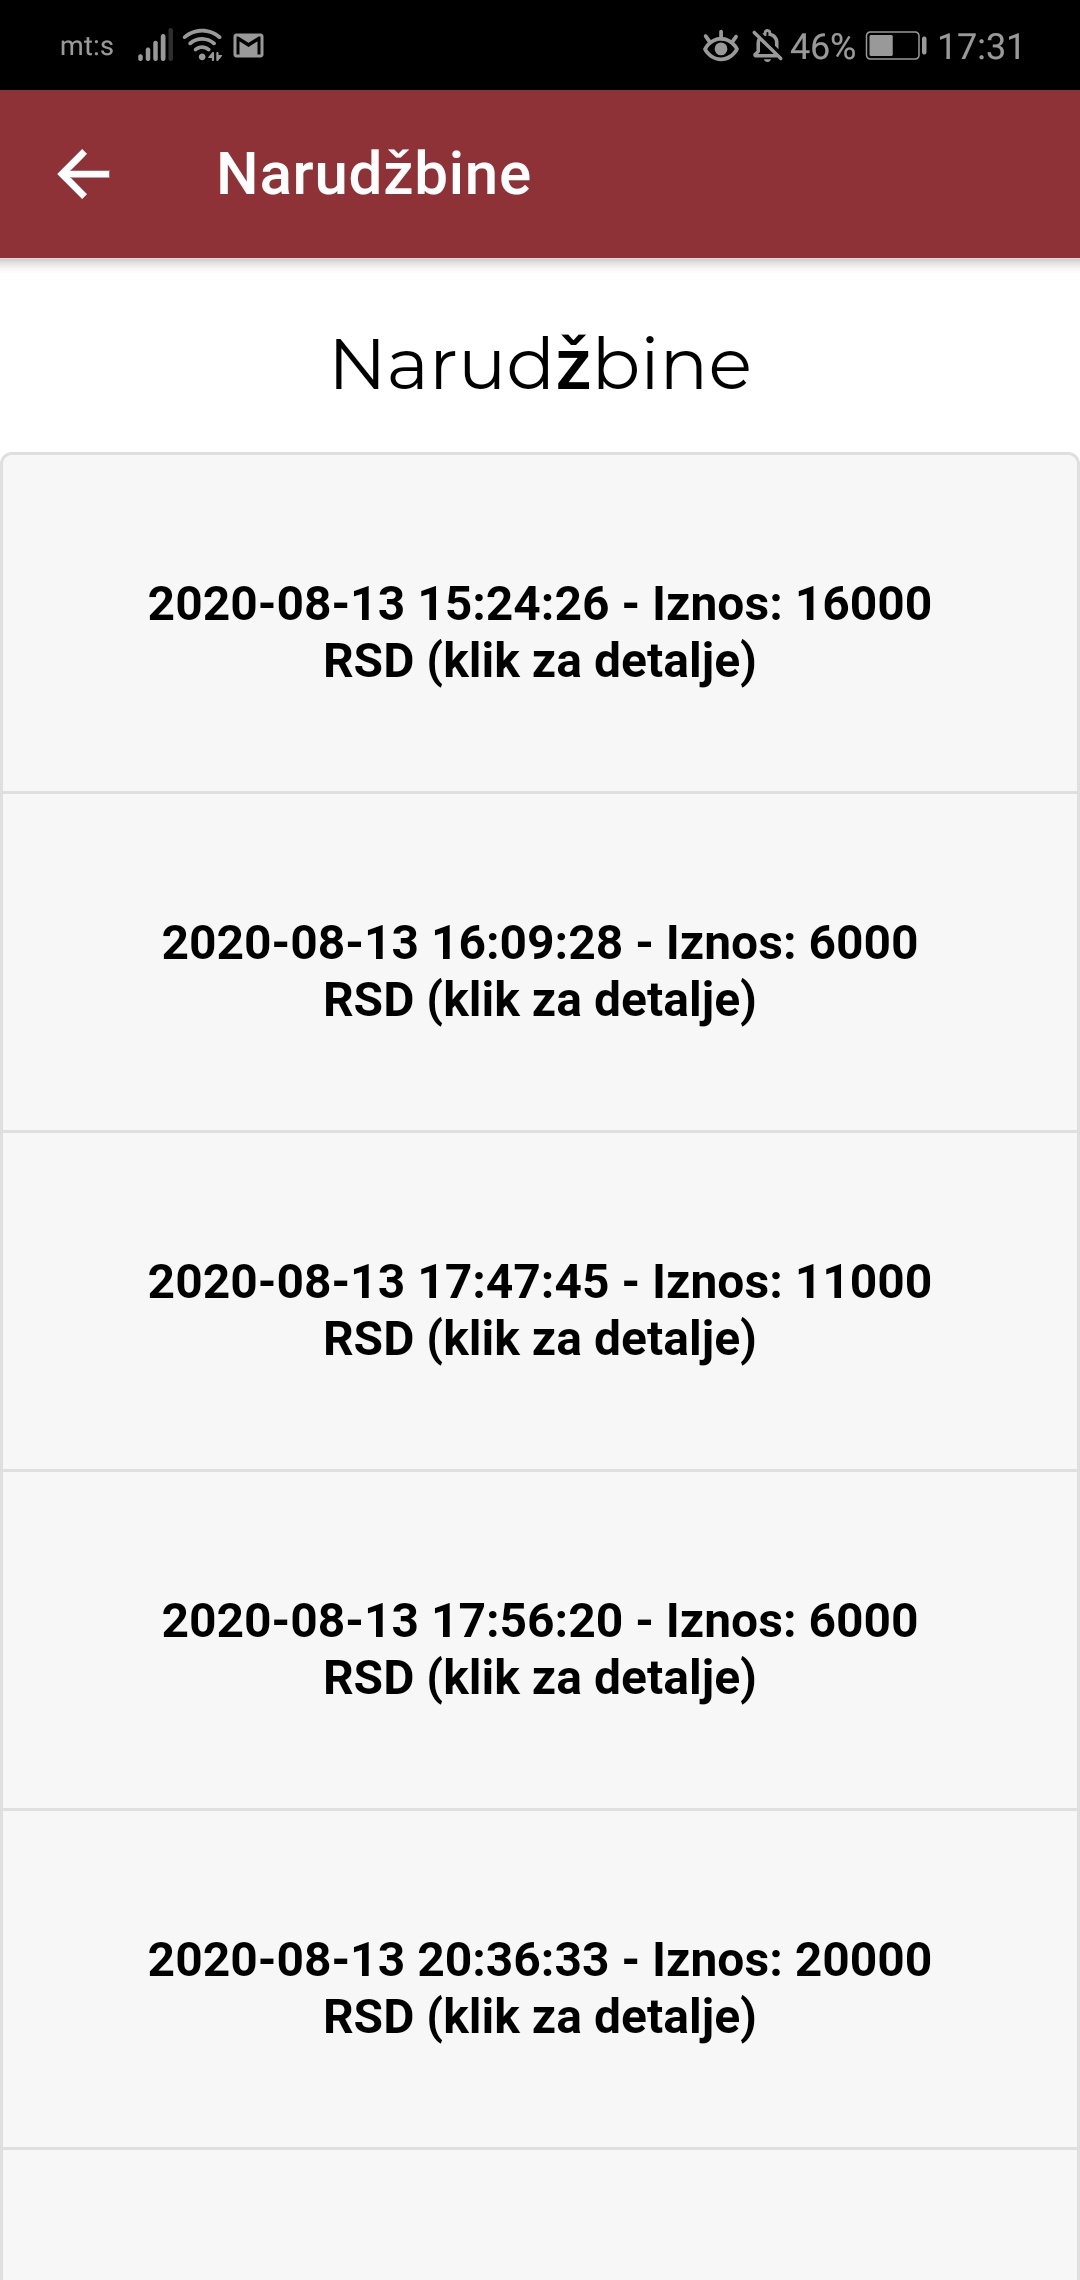 mt:s 46% 17:31
Narudžbine
Narudžbine
2020-08-13 15:24:26 - Iznos: 16000
RSD (klik za detalje)
2020-08-13 16:09:28 - Iznos: 6000
RSD (klik za detalje)
2020-08-13 17:47:45 - Iznos: 11000
RSD (klik za detalje)
2020-08-13 17:56:20 - Iznos: 6000
RSD (klik za detalje)
2020-08-13 20:36:33 - Iznos: 20000
RSD (klik za detalje)